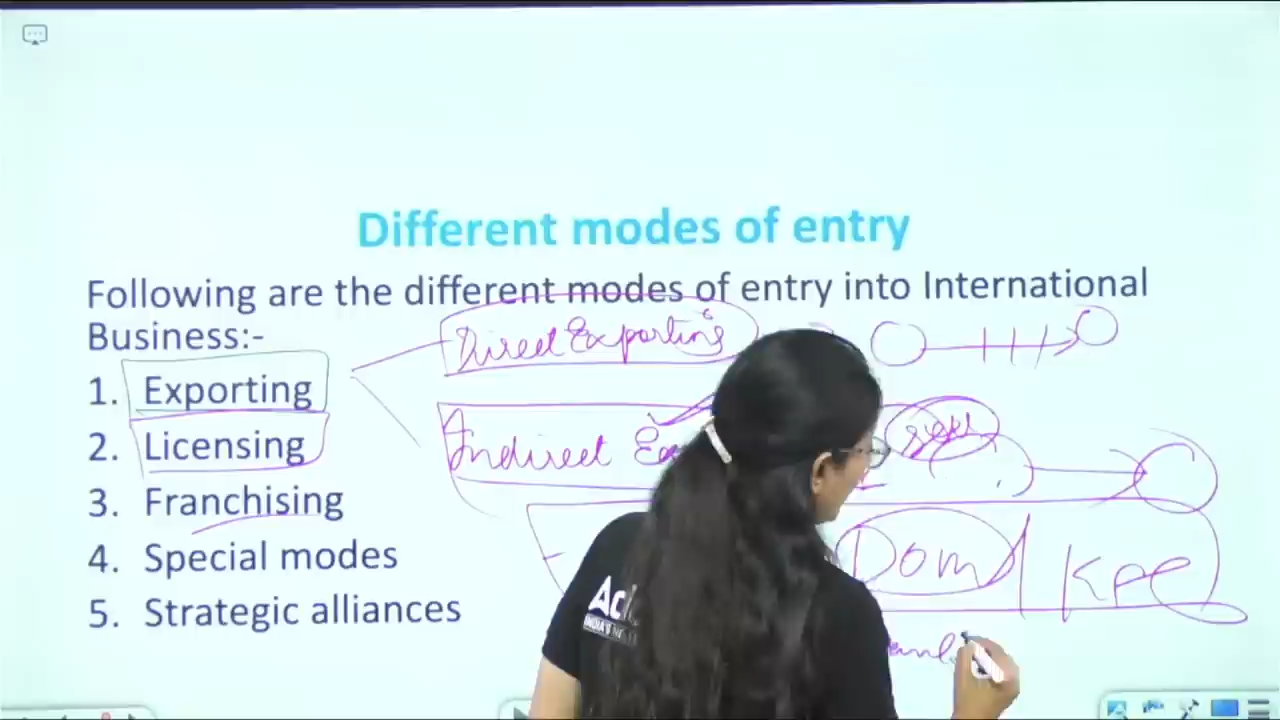 Different modes of entry
Following are the different modes of entry into International
Business:-
1. Exporting
2. Licensing
3. Franchising
4. Special modes
5. Strategic alliances
Direct Exporting
Indirect
Dom
KFC